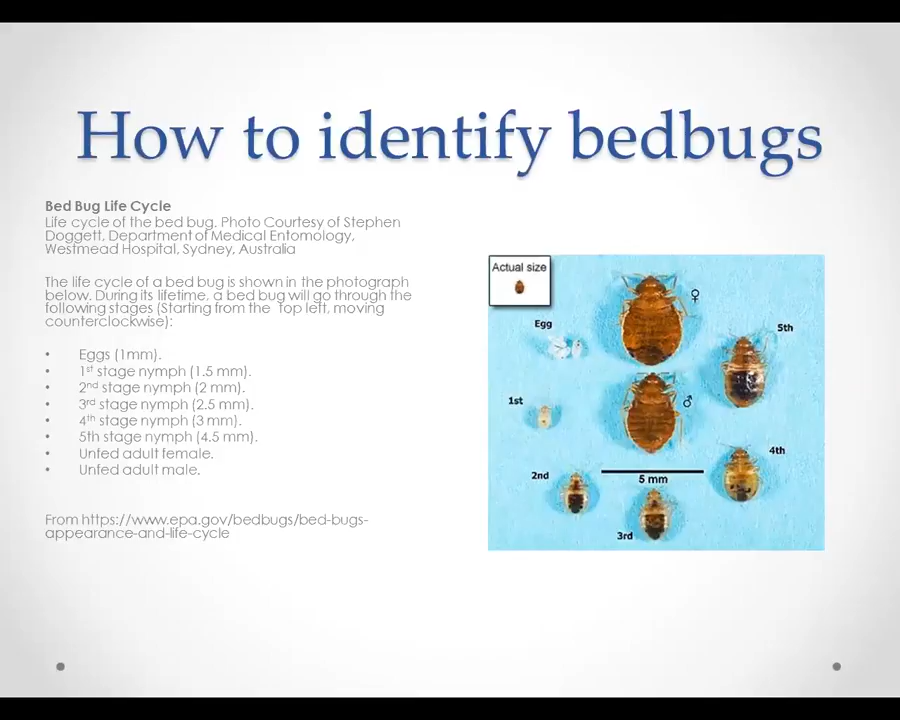 How to identify bedbugs
Bed Bug Life Cycle
Life cycle of the bed bug. Photo Courtesy of Stephen
Doggett, Department of Medical Entomology,
Westmead Hospital, Sydney, Australia
The life cycle of a bed bug is shown in the photograph
below. During its lifetime, a bed bug will go through the
following stages (Starting from the  Top left, moving
counterclockwise):
• Eggs (1mm).
• 1st stage nymph (1.5 mm).
• 2nd stage nymph (2 mm).
• 3rd stage nymph (2.5 mm).
• 4th stage nymph (3 mm).
• 5th stage nymph (4.5 mm).
• Unfed adult female.
• Unfed adult male.
From https://www.epa.gov/bedbugs/bed-bugs-
appearance-and-life-cycle
Actual size
♀
Egg
5th
1st
♂
4th
2nd
5 mm
3rd